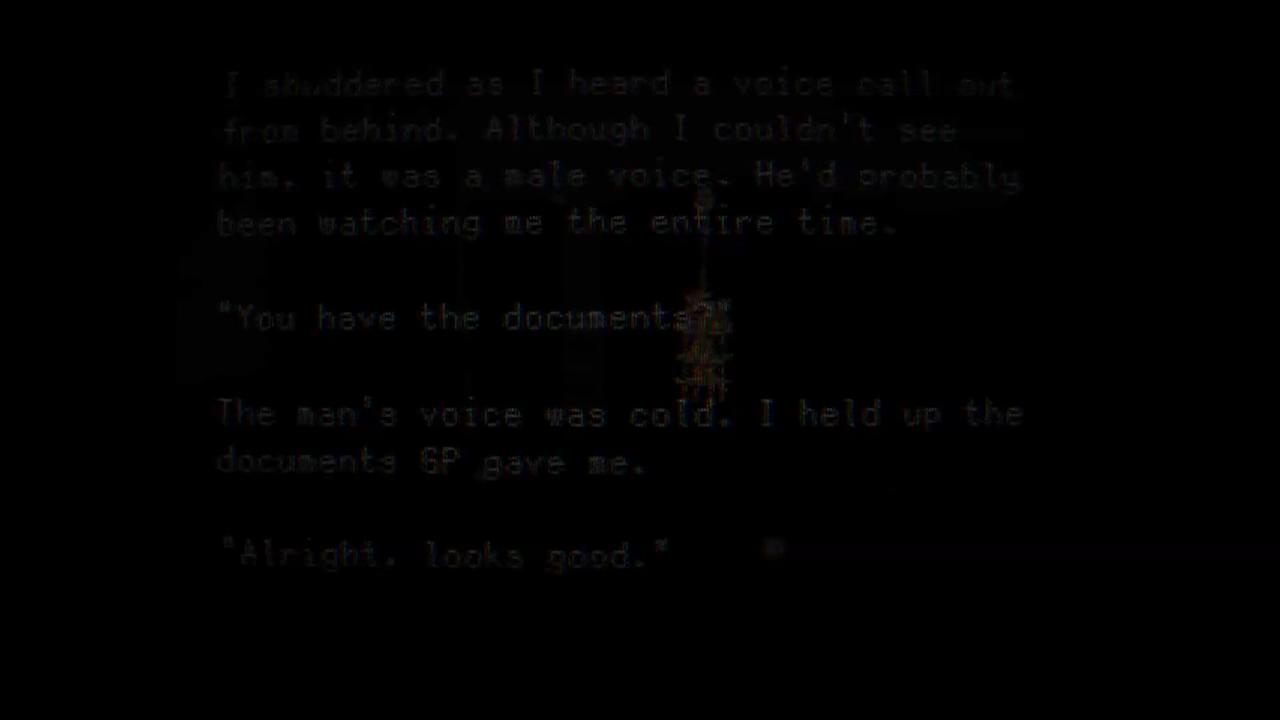 I shuddered as I heard a voice call out
from behind. Although I couldn't see
him, it was a male voice. He'd probably
been watching me the entire time.
"You have the documents?"
The man's voice was cold. I held up the
documents GP gave me.
"Alright, looks good."